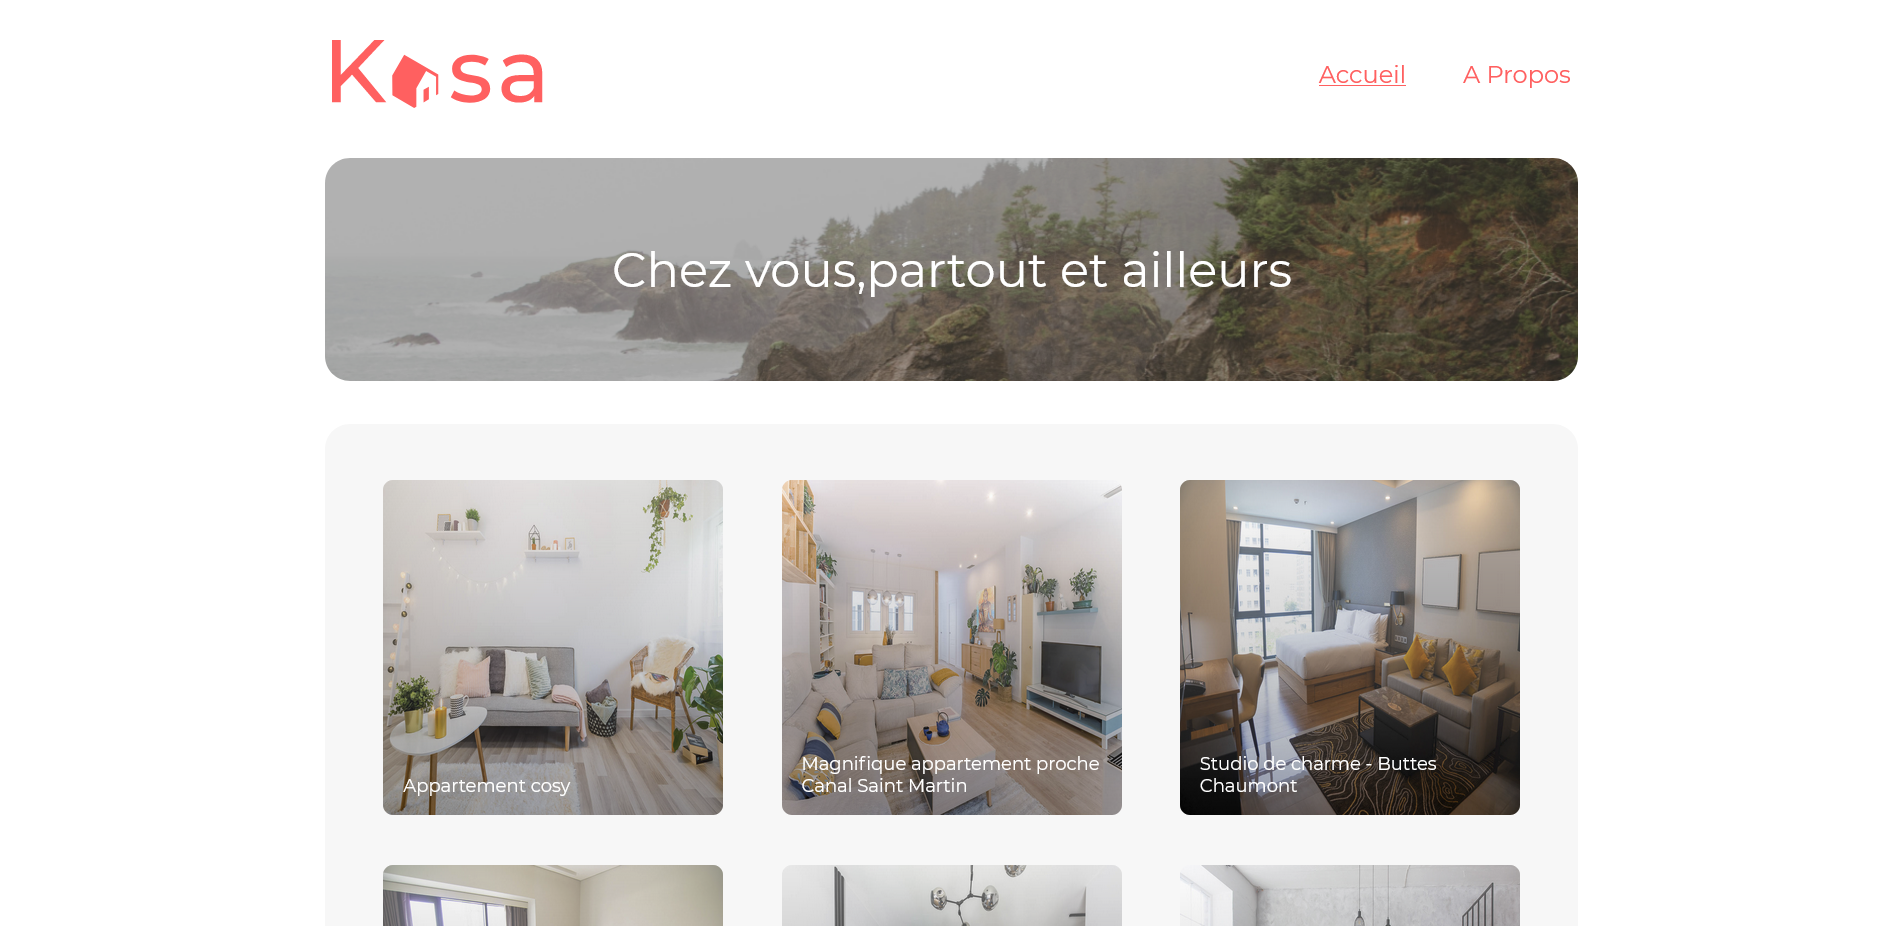 Kasa
Accueil
A Propos
Chez vous,partout et ailleurs
Appartement cosy
Magnifique appartement proche
Canal Saint Martin
Studio de charme - Buttes
Chaumont